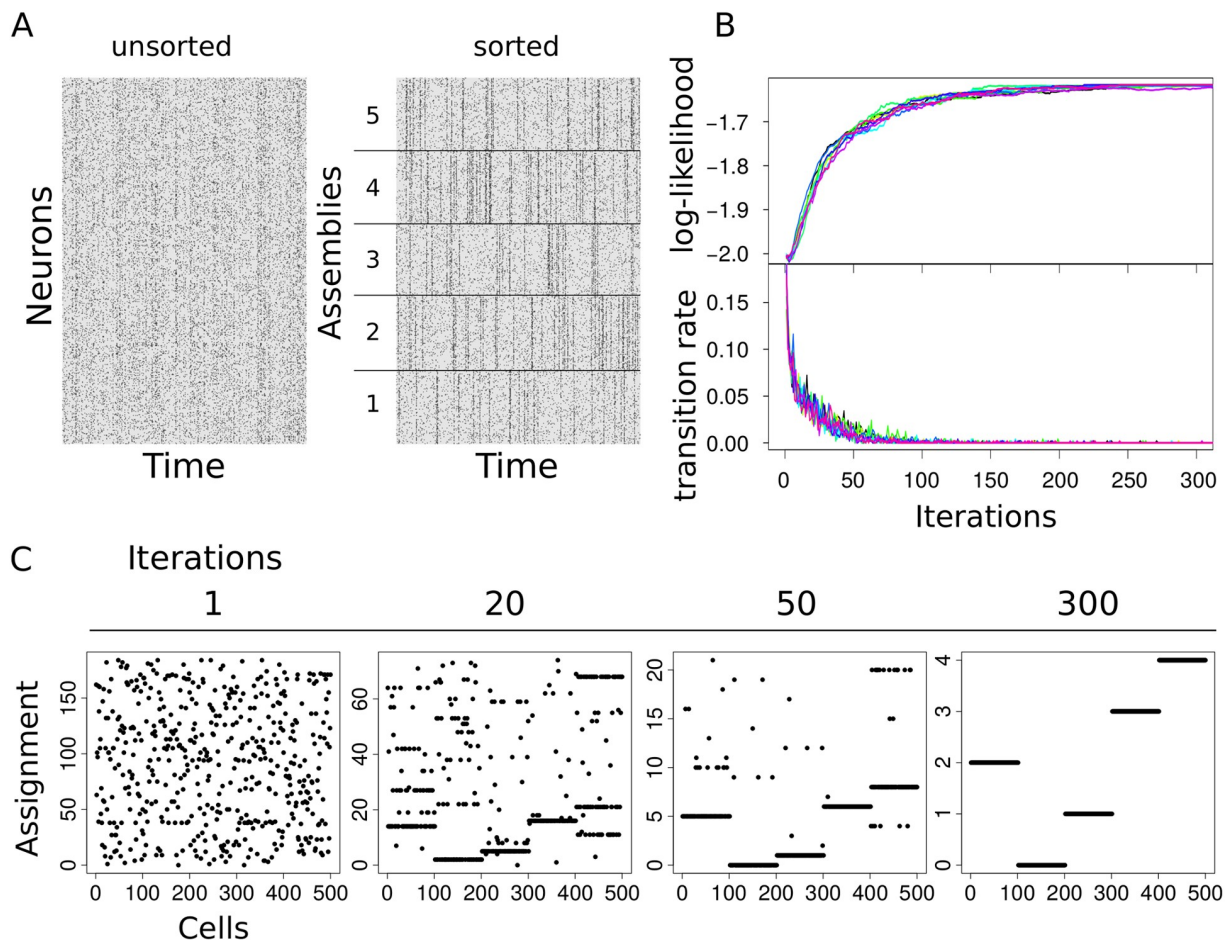 A
unsorted
sorted
Neurons
Assemblies
5
4
3
2
1
Time
Time
B
log-likelihood
−1.7
−1.8
−1.9
−2.0
transition rate
0.15
0.10
0.05
0.00
0 50 100 150 200 250 300
Iterations
C
Iterations
1 20 50 300
Assignment
0 50 100 150
0 100 200 300 400 500
Cells
0 20 40 60
0 100 200 300 400 500
0 5 10 15 20
0 100 200 300 400 500
0 1 2 3 4
0 100 200 300 400 500